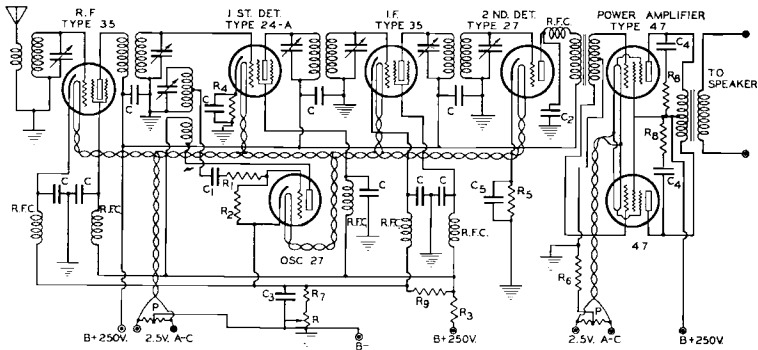 R.F
TYPE 35
1 ST. DET.
TYPE 24-A
I.F.
TYPE 35
2 ND. DET.
TYPE 27
R.F.C.
POWER AMPLIFIER
TYPE 47
C4
R8
TO
SPEAKER
R4
C
C
C
C
C2
R8
C4
C1
R1
R2
C
C
C
R.F.C.
R.F.C.
R.F.C.
C
C
C
R.F.C.
R.F.C.
C5
R5
OSC 27
47
R6
C3
R7
R9
R3
R
P
P
B+250V.
2.5V. A-C
B-
B+250V.
2.5V. A-C
B+250V.